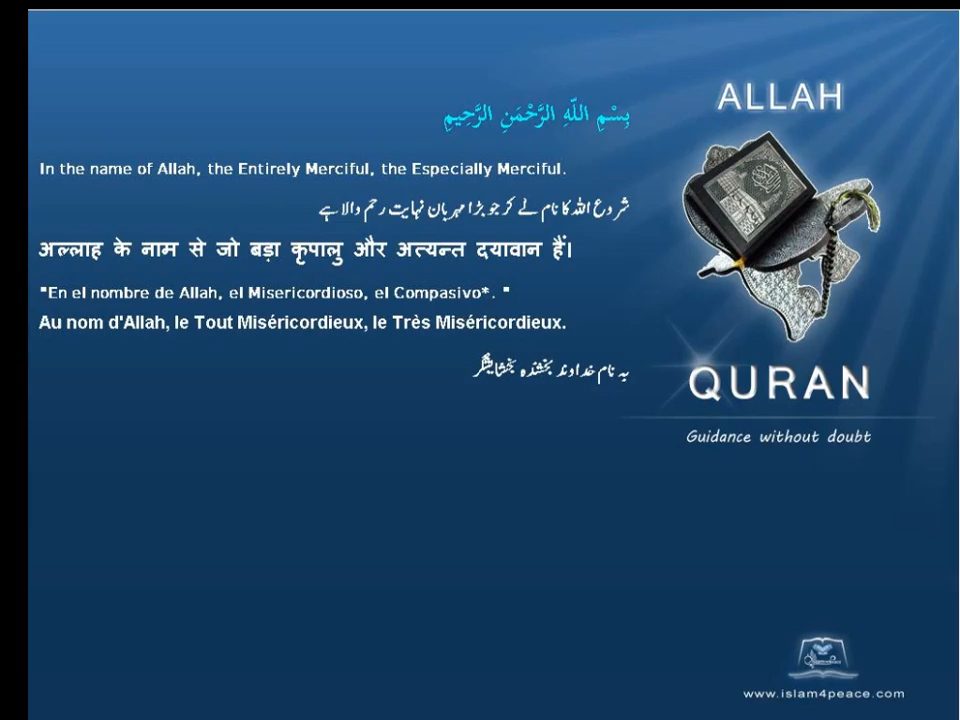 بِسْمِ اللَّهِ الرَّحْمَنِ الرَّحِيمِ
In the name of Allah, the Entirely Merciful, the Especially Merciful.
شروع اللہ کا نام لے کر جو بڑا مہربان نہایت رحم والا ہے
अल्लाह के नाम से जो बड़ा कृपालु और अत्यन्त दयावान हैं।
"En el nombre de Allah, el Misericordioso, el Compasivo*. "
Au nom d'Allah, le Tout Miséricordieux, le Très Miséricordieux.
به نام خداوند بخشنده بخشایشگر
ALLAH
QURAN
Guidance without doubt
www.islam4peace.com